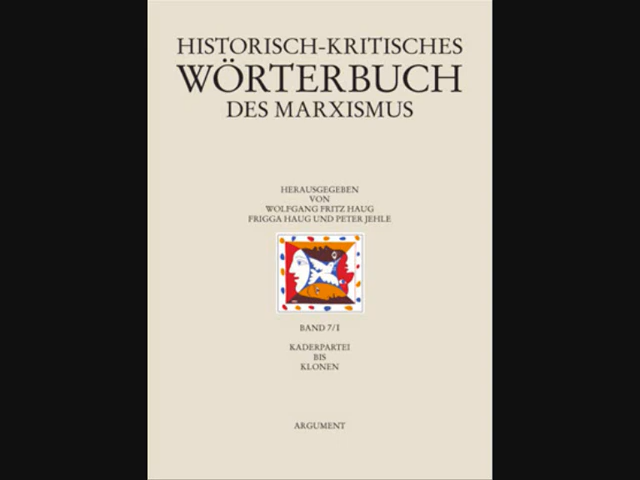 HISTORISCH-KRITISCHES
WÖRTERBUCH
DES MARXISMUS
HERAUSGEGEBEN
VON
WOLFGANG FRITZ HAUG
FRIGGA HAUG UND PETER JEHLE
BAND 7/I
KADERPARTEI
BIS
KLONEN
ARGUMENT